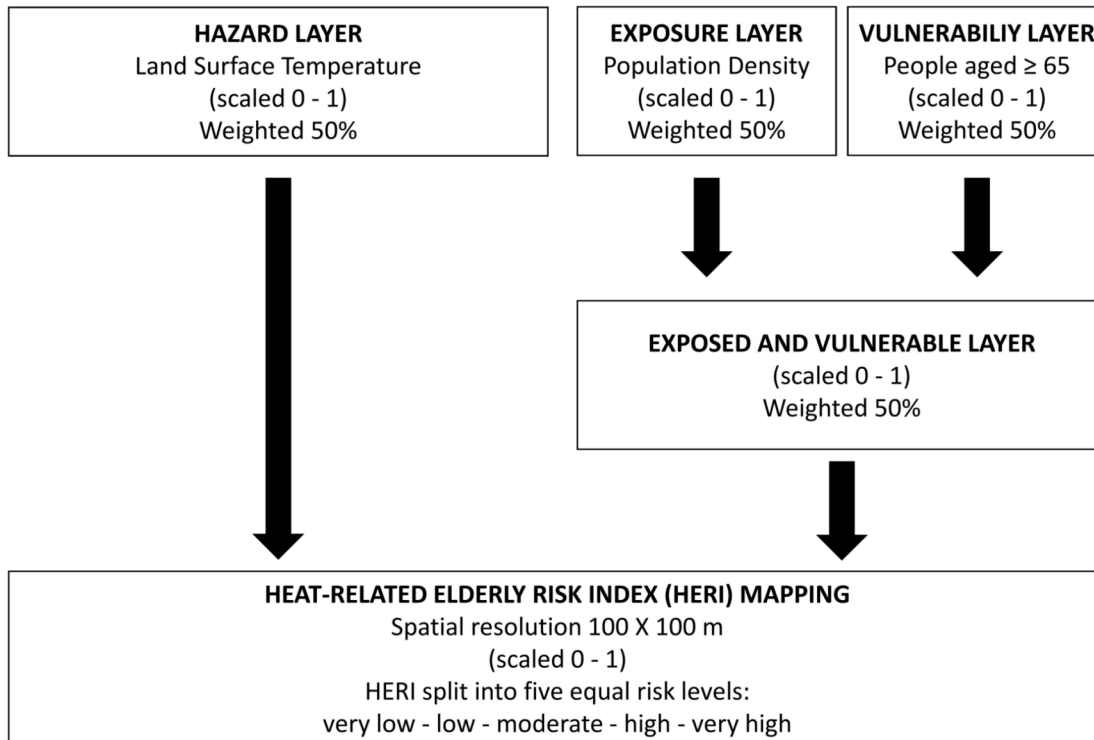 HAZARD LAYER
Land Surface Temperature
(scaled 0 - 1)
Weighted 50%
EXPOSURE LAYER
Population Density
(scaled 0 - 1)
Weighted 50%
VULNERABILIY LAYER
People aged ≥ 65
(scaled 0 - 1)
Weighted 50%
EXPOSED AND VULNERABLE LAYER
(scaled 0 - 1)
Weighted 50%
HEAT-RELATED ELDERLY RISK INDEX (HERI) MAPPING
Spatial resolution 100 X 100 m
(scaled 0 - 1)
HERI split into five equal risk levels:
very low - low - moderate - high - very high